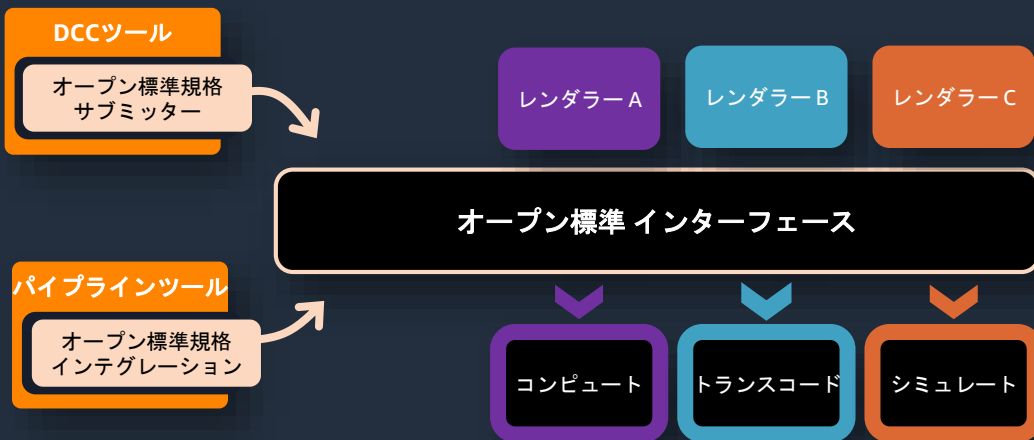 DCCツール
オープン標準規格
サブミッター
レンダラー A
レンダラー B
レンダラー C
オープン標準 インターフェース
パイプラインツール
オープン標準規格
インテグレーション
コンピュート
トランスコード
シミュレート